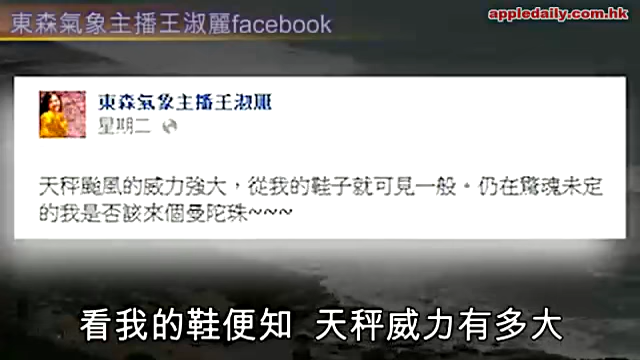 東森氣象主播王淑麗facebook
appledaily.com.hk
東森氣象主播王淑麗
星期二
天秤颱風的威力強大，從我的鞋子就可見一般。仍在驚魂未定
的我是否該來個曼陀珠~~~
看我的鞋便知 天秤威力有多大